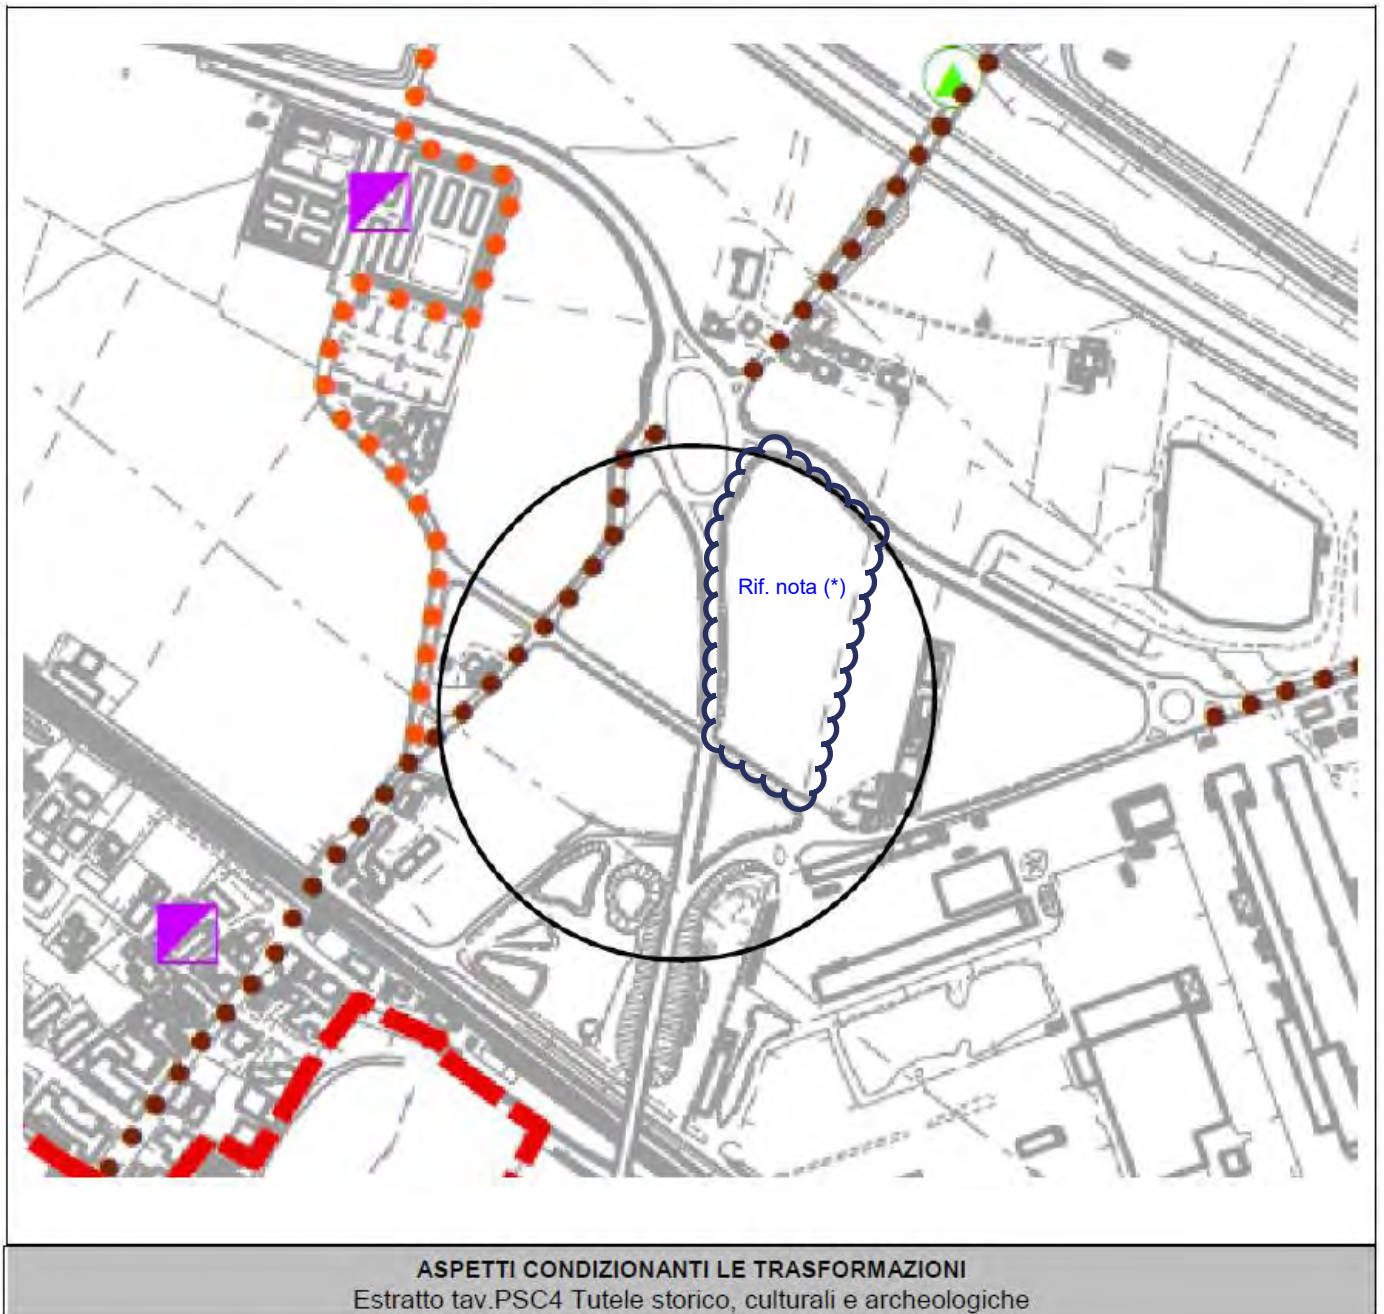 Rif. nota (*)
ASPETTI CONDIZIONANTI LE TRASFORMAZIONI
Estratto tav.PSC4 Tutele storico, culturali e archeologiche